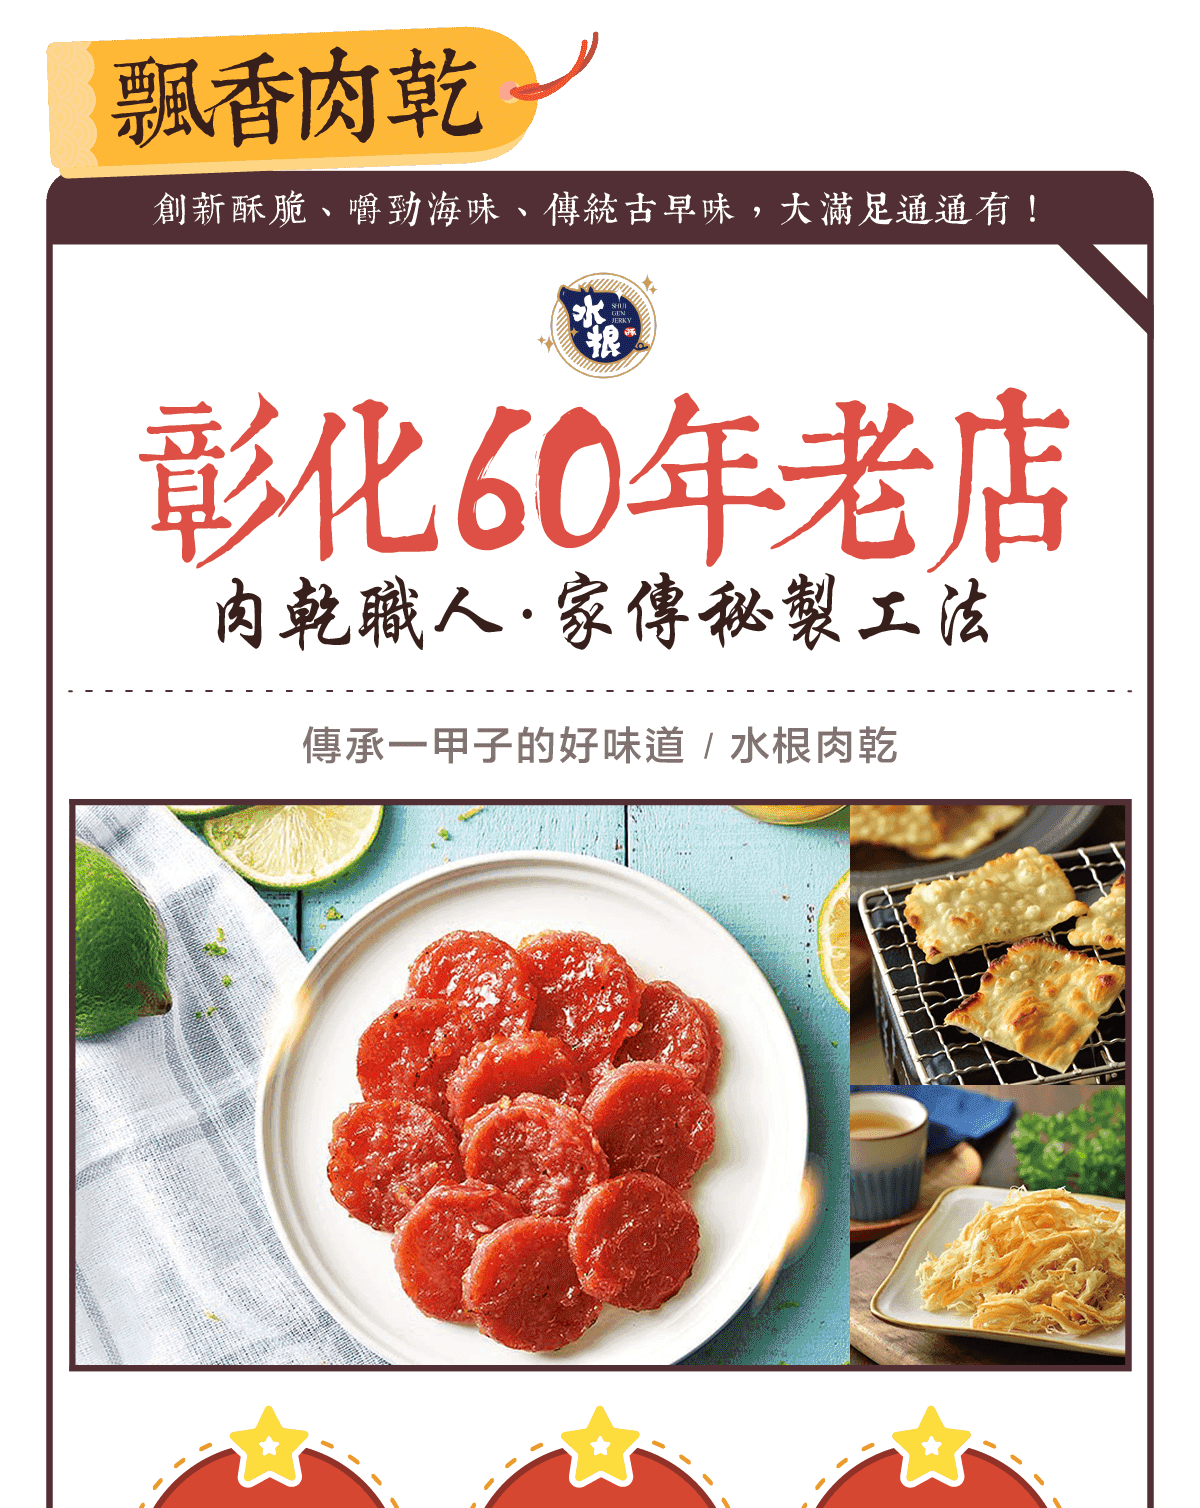 飄香肉乾
創新酥脆、嚼勁海味、傳統古早味，大滿足通通有！
水根
SHUI
GEN
JERKY
彰化60年老店
肉乾職人·家傳秘製工法
傳承一甲子的好味道 / 水根肉乾